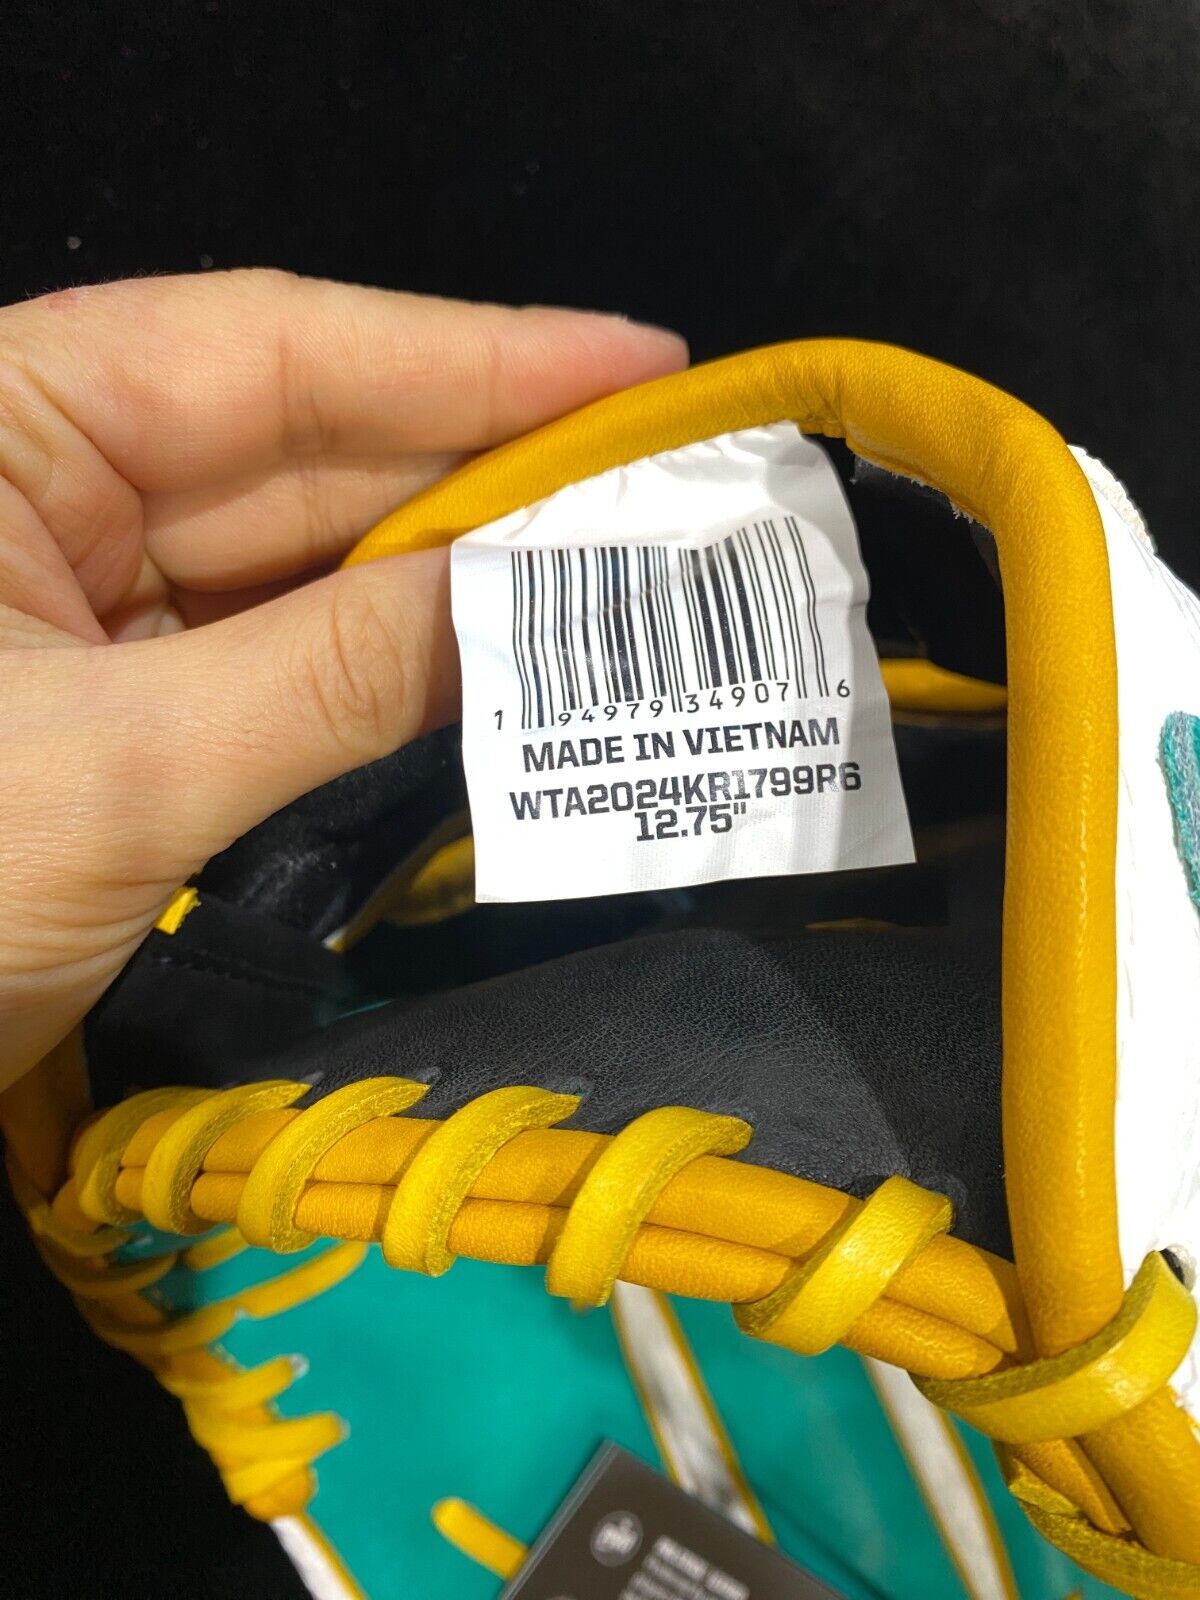 1 94979 34907 6
MADE IN VIETNAM
WTA2024KR1799R6
12.75"